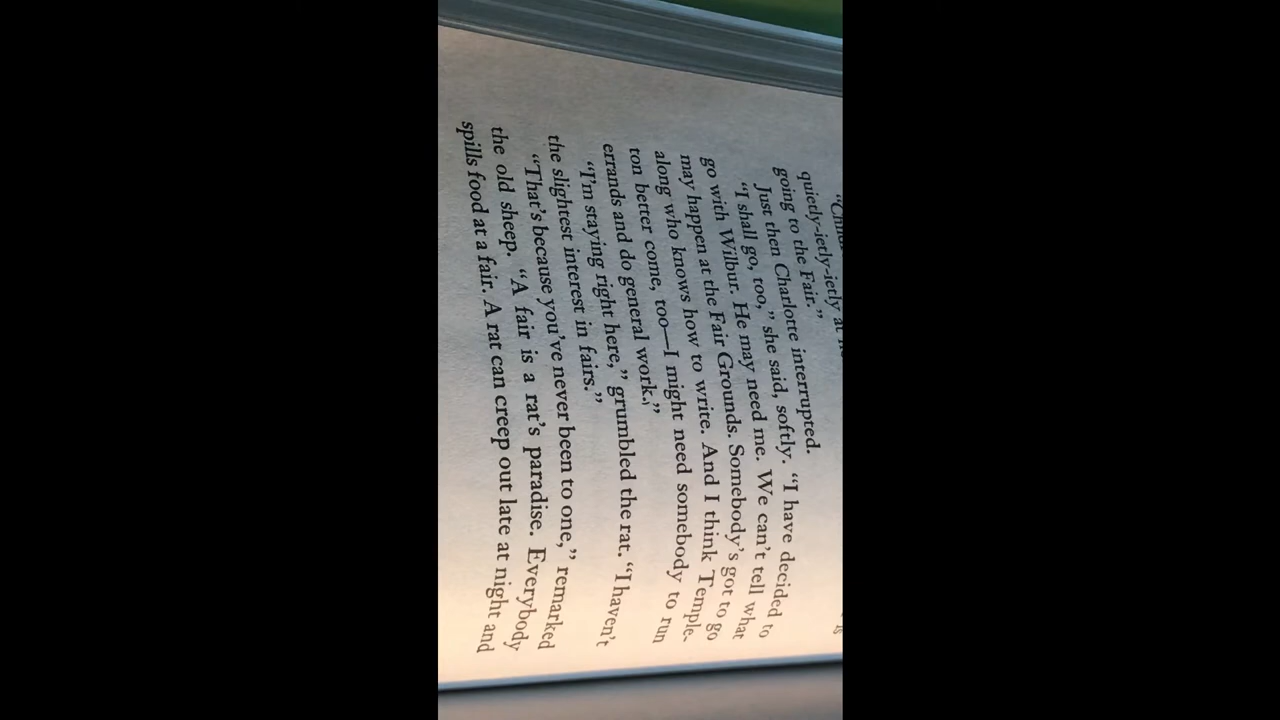 quietly-ietly-ietly at
going to the Fair.”
Just then Charlotte interrupted.
“I shall go, too,” she said, softly. “I have decided to
go with Wilbur. He may need me. We can’t tell what
may happen at the Fair Grounds. Somebody’s got to go
along who knows how to write. And I think Temple-
ton better come, too—I might need somebody to run
errands and do general work.”
“I’m staying right here,” grumbled the rat. “I haven’t
the slightest interest in fairs.”
“That’s because you’ve never been to one,” remarked
the old sheep. “A fair is a rat’s paradise. Everybody
spills food at a fair. A rat can creep out late at night and